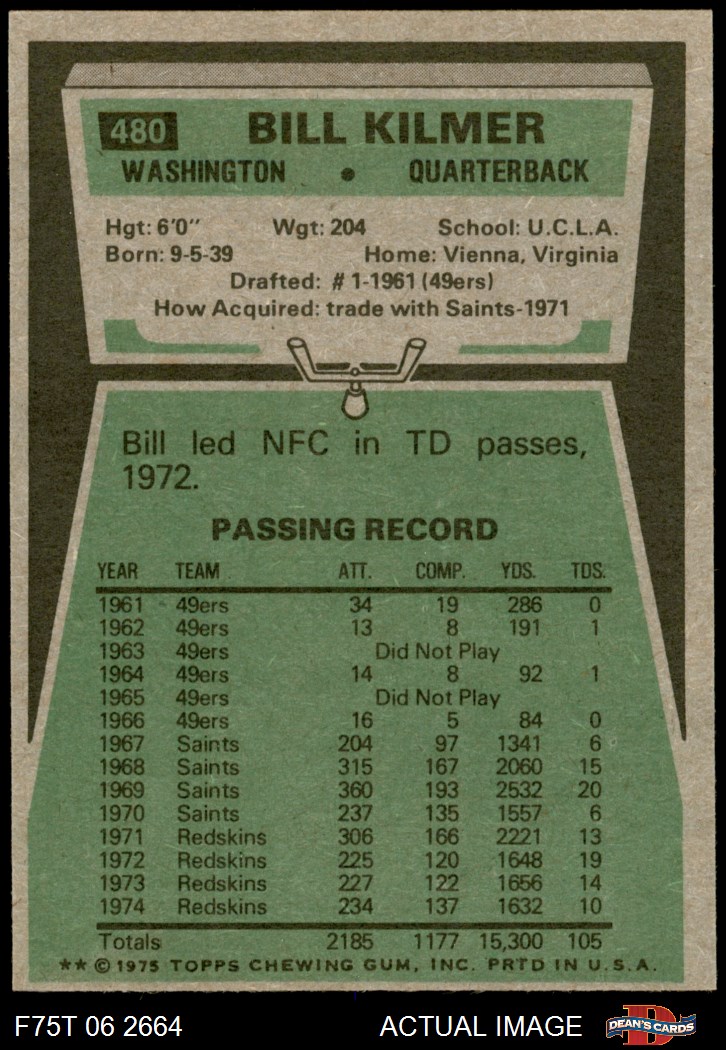 480 BILL KILMER
WASHINGTON • QUARTERBACK
Hgt: 6'0" Wgt: 204 School: U.C.L.A.
Born: 9-5-39 Home: Vienna, Virginia
Drafted: #1-1961 (49ers)
How Acquired: trade with Saints-1971
Bill led NFC in TD passes,
1972.
PASSING RECORD
YEAR TEAM ATT. COMP. YDS. TDS.
1961 49ers 34 19 286 0
1962 49ers 13 8 191 1
1963 49ers Did Not Play
1964 49ers 14 8 92 1
1965 49ers Did Not Play
1966 49ers 16 5 84 0
1967 Saints 204 97 1341 6
1968 Saints 315 167 2060 15
1969 Saints 360 193 2532 20
1970 Saints 237 135 1557 6
1971 Redskins 306 166 2221 13
1972 Redskins 225 120 1648 19
1973 Redskins 227 122 1656 14
1974 Redskins 234 137 1632 10
Totals 2185 1177 15,300 105
** © 1975 TOPPS CHEWING GUM, INC. PRTD IN U.S.A.
F75T 06 2664 ACTUAL IMAGE D DEAN'S CARDS